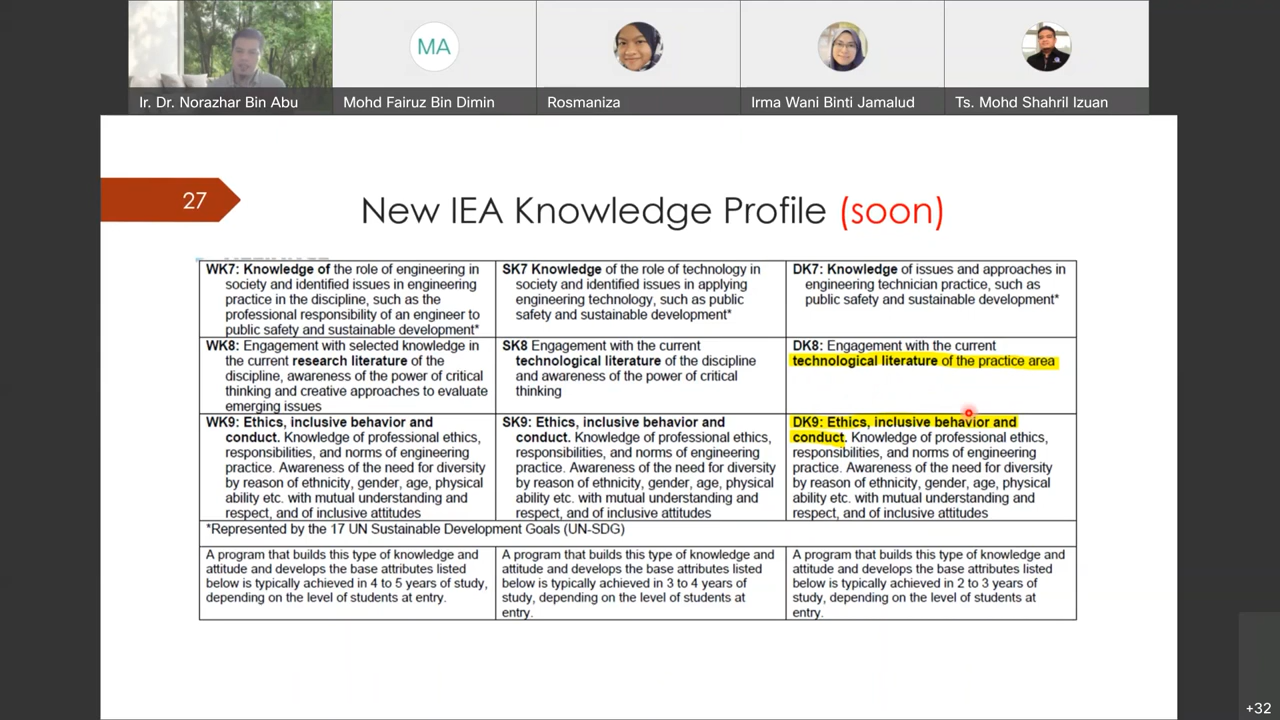 Ir. Dr. Norazhar Bin Abu
MA
Mohd Fairuz Bin Dimin
Rosmaniza
Irma Wani Binti Jamalud
Ts. Mohd Shahril Izuan
27
New IEA Knowledge Profile (soon)
WK7: Knowledge of the role of engineering in
society and identified issues in engineering
practice in the discipline, such as the
professional responsibility of an engineer to
public safety and sustainable development*
SK7 Knowledge of the role of technology in
society and identified issues in applying
engineering technology, such as public
safety and sustainable development*
DK7: Knowledge of issues and approaches in
engineering technician practice, such as
public safety and sustainable development*
WK8: Engagement with selected knowledge in
the current research literature of the
discipline, awareness of the power of critical
thinking and creative approaches to evaluate
emerging issues
SK8 Engagement with the current
technological literature of the discipline
and awareness of the power of critical
thinking
DK8: Engagement with the current
technological literature of the practice area
WK9: Ethics, inclusive behavior and
conduct. Knowledge of professional ethics,
responsibilities, and norms of engineering
practice. Awareness of the need for diversity
by reason of ethnicity, gender, age, physical
ability etc. with mutual understanding and
respect, and of inclusive attitudes
SK9: Ethics, inclusive behavior and
conduct. Knowledge of professional ethics,
responsibilities, and norms of engineering
practice. Awareness of the need for diversity
by reason of ethnicity, gender, age, physical
ability etc. with mutual understanding and
respect, and of inclusive attitudes
DK9: Ethics, inclusive behavior and
conduct. Knowledge of professional ethics,
responsibilities, and norms of engineering
practice. Awareness of the need for diversity
by reason of ethnicity, gender, age, physical
ability etc. with mutual understanding and
respect, and of inclusive attitudes
*Represented by the 17 UN Sustainable Development Goals (UN-SDG)
A program that builds this type of knowledge and
attitude and develops the base attributes listed
below is typically achieved in 4 to 5 years of study,
depending on the level of students at entry.
A program that builds this type of knowledge and
attitude and develops the base attributes listed
below is typically achieved in 3 to 4 years of
study, depending on the level of students at
entry.
A program that builds this type of knowledge and
attitude and develops the base attributes listed
below is typically achieved in 2 to 3 years of
study, depending on the level of students at
entry.
+32